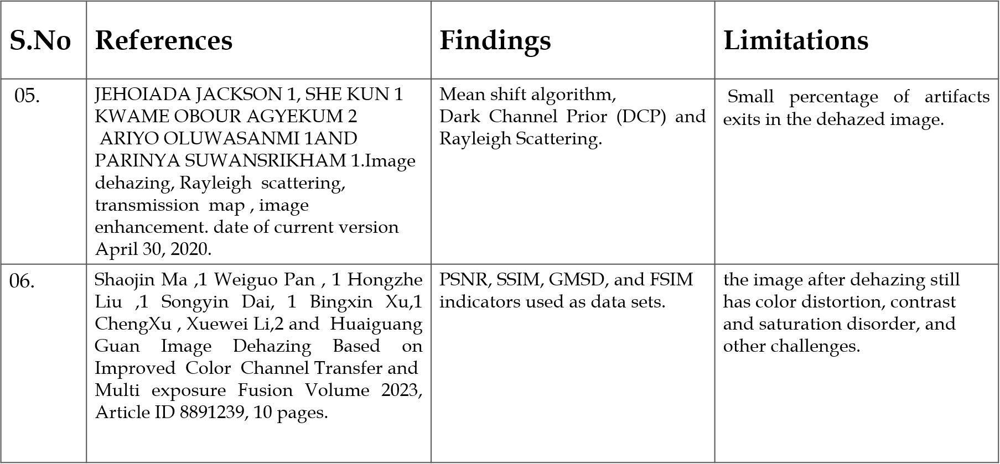 S.No
References
Findings
Limitations
05.
JEHOIADA JACKSON 1, SHE KUN 1
KWAME OBOUR AGYEKUM 2
ARIYO OLUWASANMI 1AND
PARINYA SUWANSRIKHAM 1.Image
dehazing, Rayleigh scattering,
transmission map , image
enhancement. date of current version
April 30, 2020.
Mean shift algorithm,
Dark Channel Prior (DCP) and
Rayleigh Scattering.
Small percentage of artifacts
exits in the dehazed image.
06.
Shaojin Ma ,1 Weiguo Pan , 1 Hongzhe
Liu ,1 Songyin Dai, 1 Bingxin Xu,1
ChengXu , Xuewei Li,2 and Huaiguang
Guan Image Dehazing Based on
Improved Color Channel Transfer and
Multi exposure Fusion Volume 2023,
Article ID 8891239, 10 pages.
PSNR, SSIM, GMSD, and FSIM
indicators used as data sets.
the image after dehazing still
has color distortion, contrast
and saturation disorder, and
other challenges.